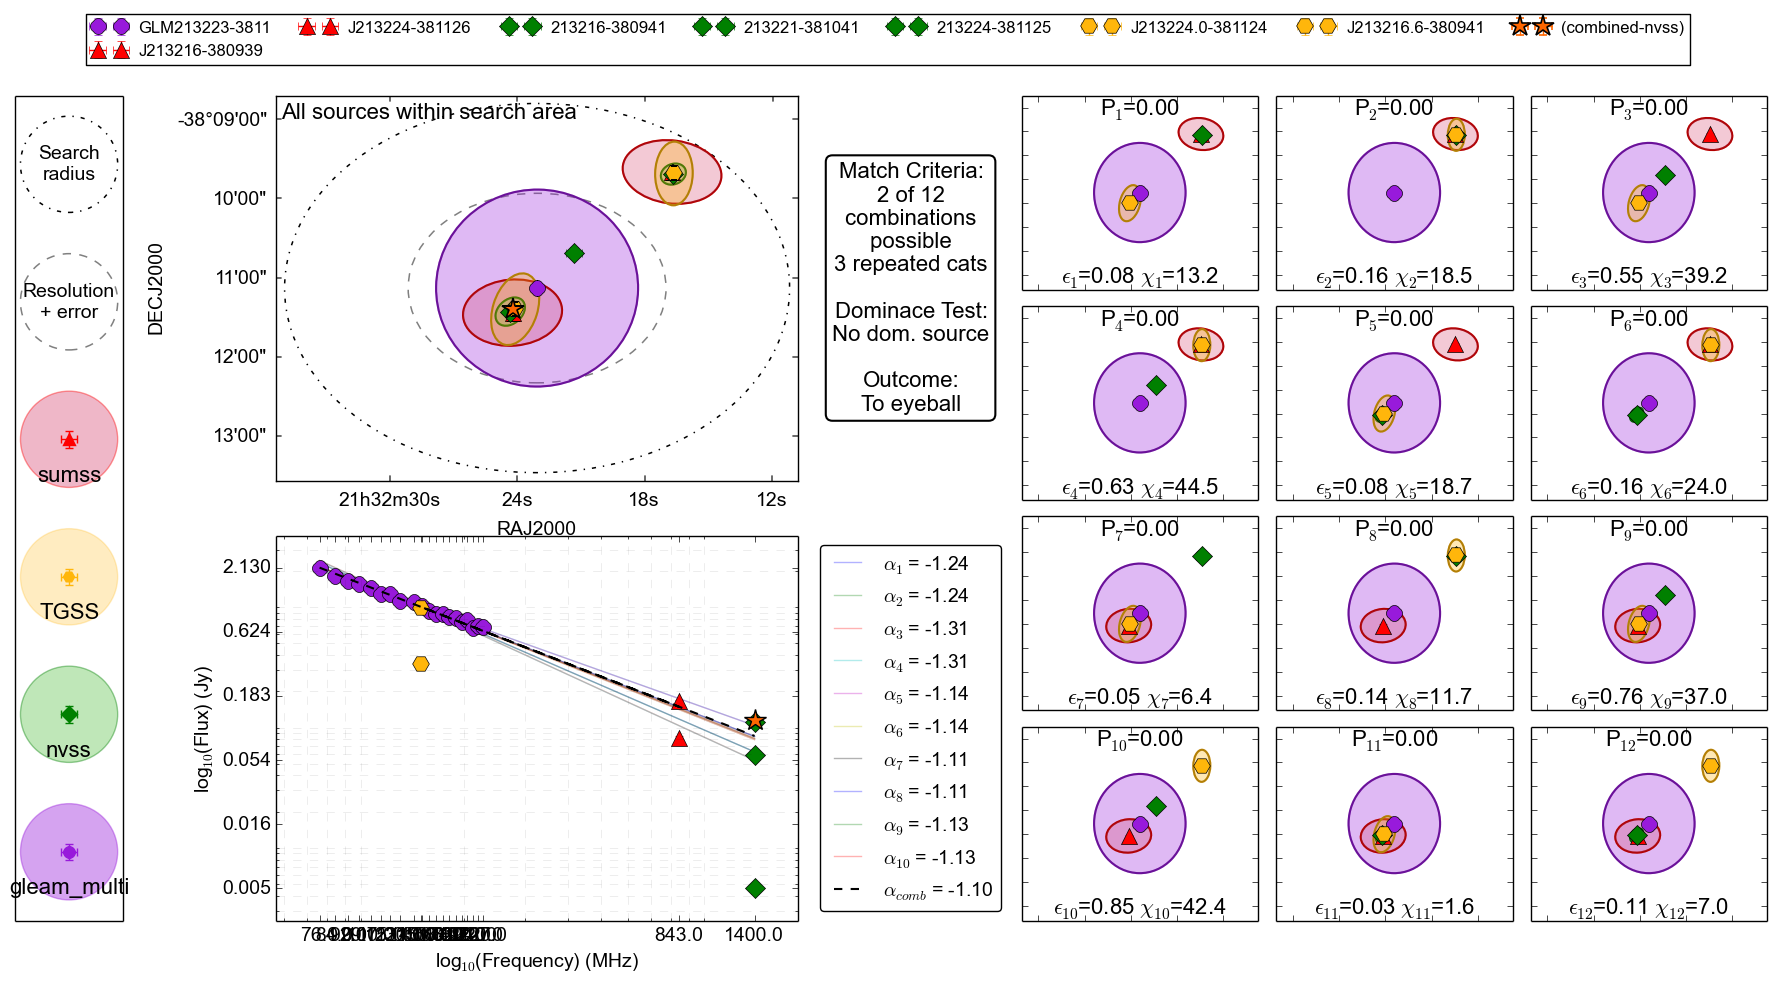 GLM213223-3811
J213224-381126
213216-380941
213221-381041
213224-381125
J213224.0-381124
J213216.6-380941
(combined-nvss)
J213216-380939
Search
radius
Resolution
+ error
sumss
TGSS
nvss
gleam_multi
All sources within search area
DECJ2000
-38°09'00"
10'00"
11'00"
12'00"
13'00"
21h32m30s
24s
18s
12s
RAJ2000
Match Criteria:
2 of 12
combinations
possible
3 repeated cats
Dominace Test:
No dom. source
Outcome:
To eyeball
log10(Flux) (Jy)
2.130
0.624
0.183
0.054
0.016
0.005
843.0
1400.0
log10(Frequency) (MHz)
α1 = -1.24
α2 = -1.24
α3 = -1.31
α4 = -1.31
α5 = -1.14
α6 = -1.14
α7 = -1.11
α8 = -1.11
α9 = -1.13
α10 = -1.13
αcomb = -1.10
P1=0.00
ϵ1=0.08 χ1=13.2
P2=0.00
ϵ2=0.16 χ2=18.5
P3=0.00
ϵ3=0.55 χ3=39.2
P4=0.00
ϵ4=0.63 χ4=44.5
P5=0.00
ϵ5=0.08 χ5=18.7
P6=0.00
ϵ6=0.16 χ6=24.0
P7=0.00
ϵ7=0.05 χ7=6.4
P8=0.00
ϵ8=0.14 χ8=11.7
P9=0.00
ϵ9=0.76 χ9=37.0
P10=0.00
ϵ10=0.85 χ10=42.4
P11=0.00
ϵ11=0.03 χ11=1.6
P12=0.00
ϵ12=0.11 χ12=7.0